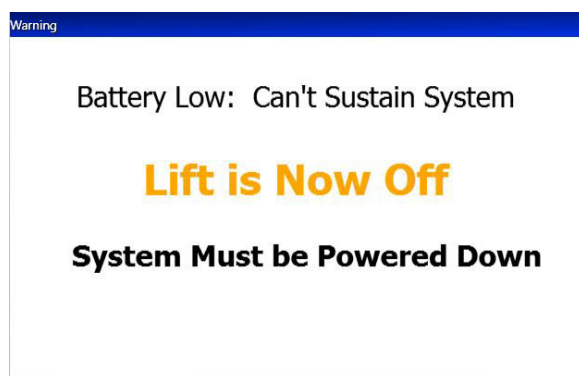 Warning
Battery Low:  Can't Sustain System
Lift is Now Off
System Must be Powered Down